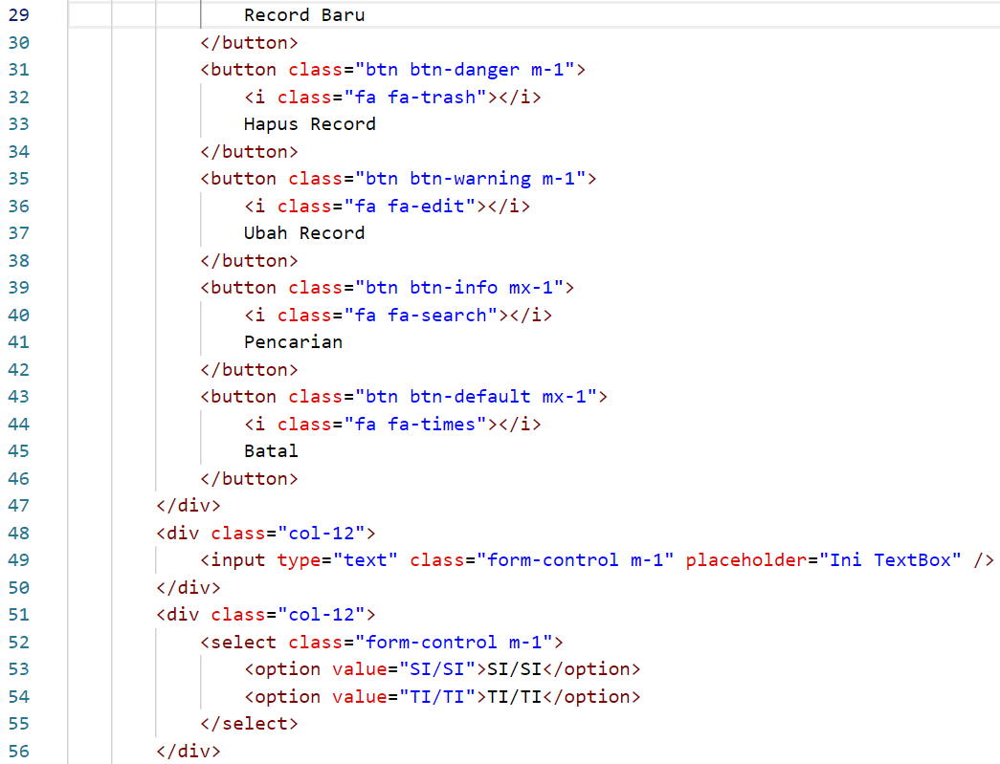 29 Record Baru
30 </button>
31 <button class="btn btn-danger m-1">
32 <i class="fa fa-trash"></i>
33 Hapus Record
34 </button>
35 <button class="btn btn-warning m-1">
36 <i class="fa fa-edit"></i>
37 Ubah Record
38 </button>
39 <button class="btn btn-info mx-1">
40 <i class="fa fa-search"></i>
41 Pencarian
42 </button>
43 <button class="btn btn-default mx-1">
44 <i class="fa fa-times"></i>
45 Batal
46 </button>
47 </div>
48 <div class="col-12">
49 <input type="text" class="form-control m-1" placeholder="Ini TextBox" />
50 </div>
51 <div class="col-12">
52 <select class="form-control m-1">
53 <option value="SI/SI">SI/SI</option>
54 <option value="TI/TI">TI/TI</option>
55 </select>
56 </div>